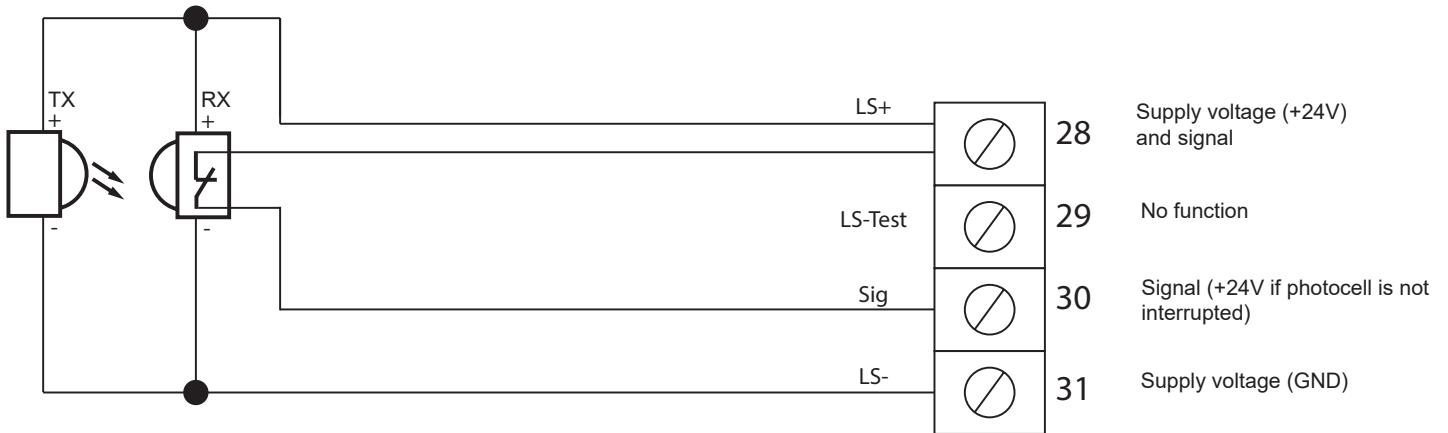 TX
+
RX
+
-
-
LS+
28
Supply voltage (+24V)
and signal
LS-Test
29
No function
Sig
30
Signal (+24V if photocell is not
interrupted)
LS-
31
Supply voltage (GND)